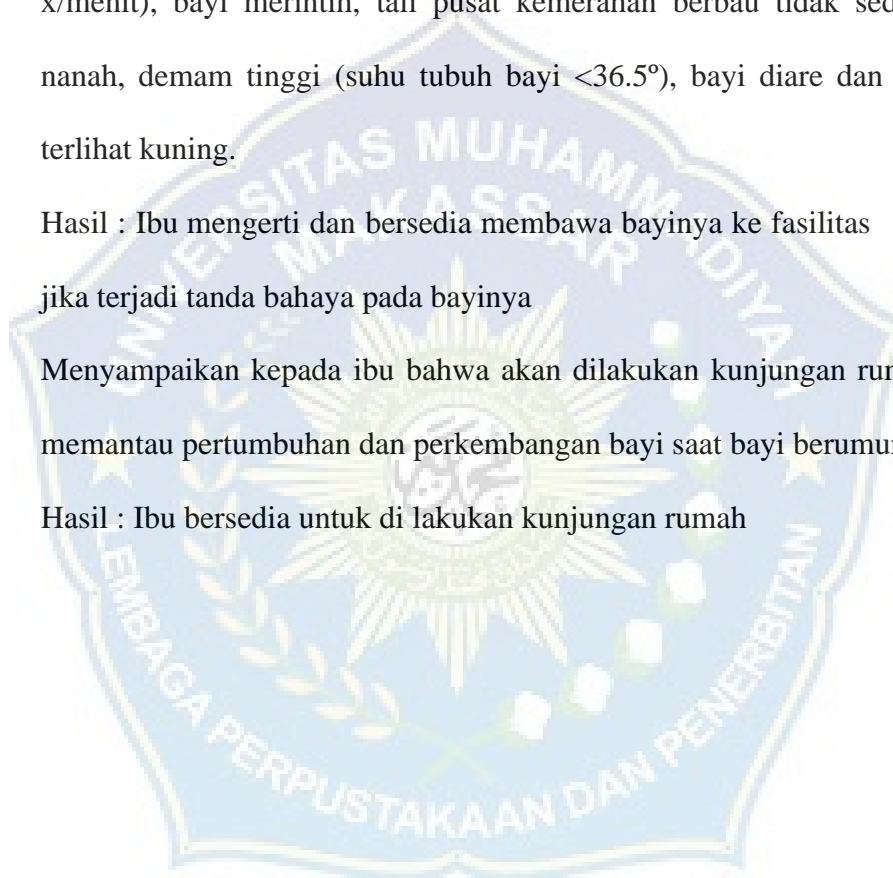 x/menit), bayi merintih, tali pusat kemerahan berbau tidak sed
nanah, demam tinggi (suhu tubuh bayi <36.5º), bayi diare dan
terlihat kuning.
Hasil : Ibu mengerti dan bersedia membawa bayinya ke fasilitas
jika terjadi tanda bahaya pada bayinya
Menyampaikan kepada ibu bahwa akan dilakukan kunjungan rum
memantau pertumbuhan dan perkembangan bayi saat bayi berumur
Hasil : Ibu bersedia untuk di lakukan kunjungan rumah
UNIVERSITAS MUHAMMADIYAH
MAKASSAR
LEMBAGA PERPUSTAKAAN DAN PENERBITAN